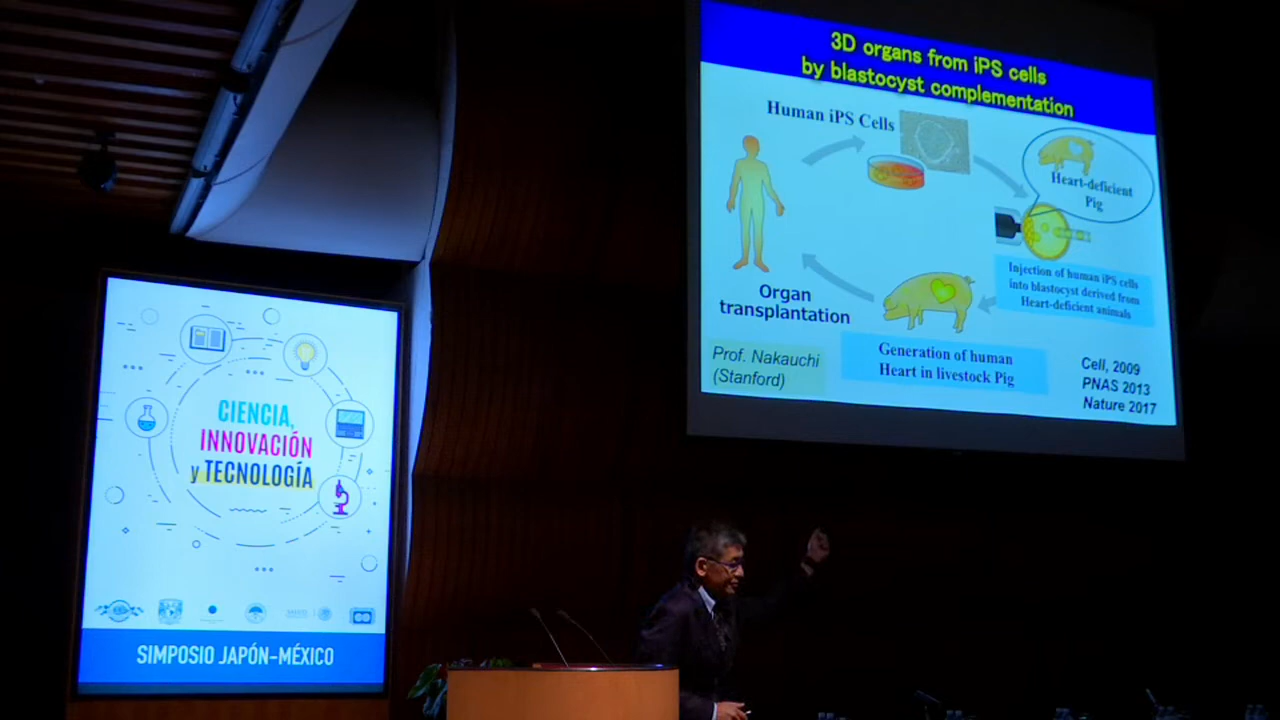 3D organs from iPS cells
by blastocyst complementation
Human iPS Cells
Heart-deficient
Pig
Injection of human iPS cells
into blastocyst derived from
Heart-deficient animals
Organ
transplantation
Generation of human
Heart in livestock Pig
Prof. Nakauchi
(Stanford)
Cell, 2009
PNAS 2013
Nature 2017
CIENCIA,
INNOVACIÓN
y TECNOLOGÍA
SIMPOSIO JAPÓN-MÉXICO